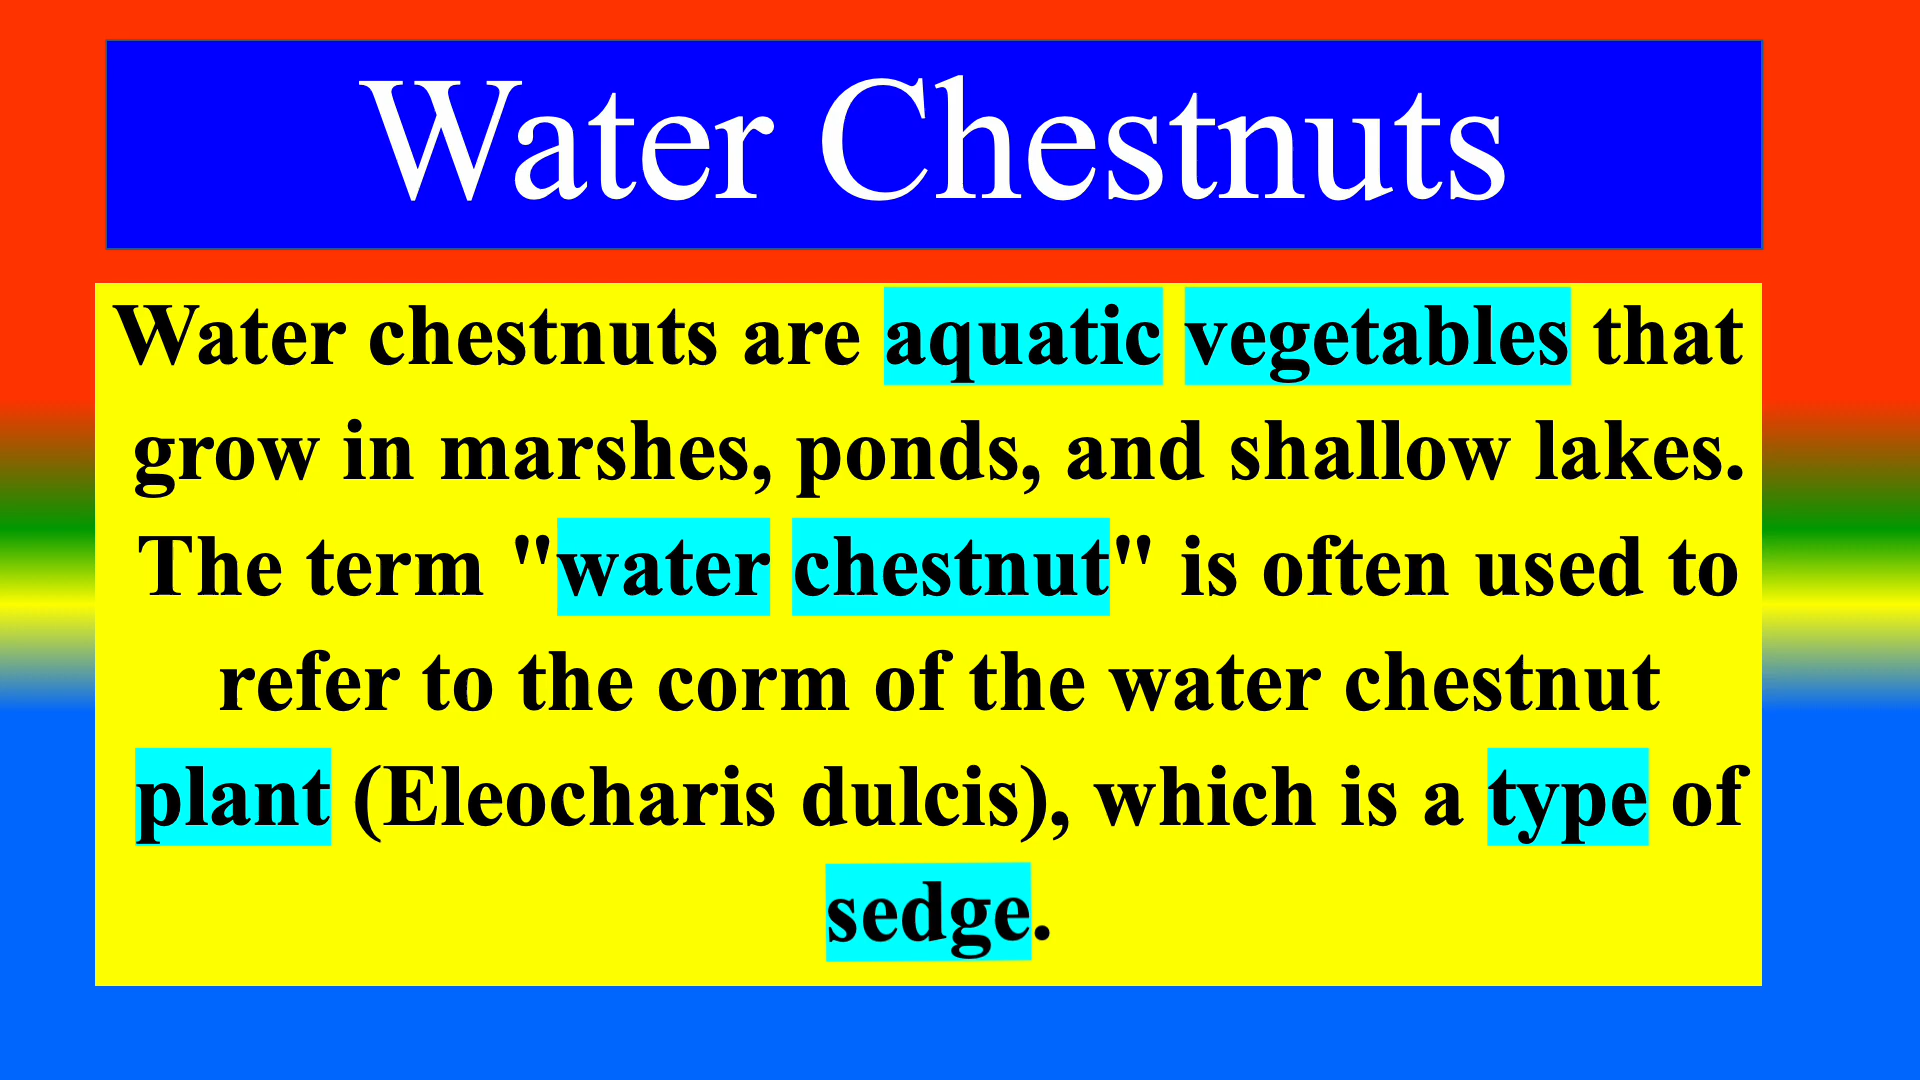 Water Chestnuts
Water chestnuts are aquatic vegetables that
grow in marshes, ponds, and shallow lakes.
The term "water chestnut" is often used to
refer to the corm of the water chestnut
plant (Eleocharis dulcis), which is a type of
sedge.